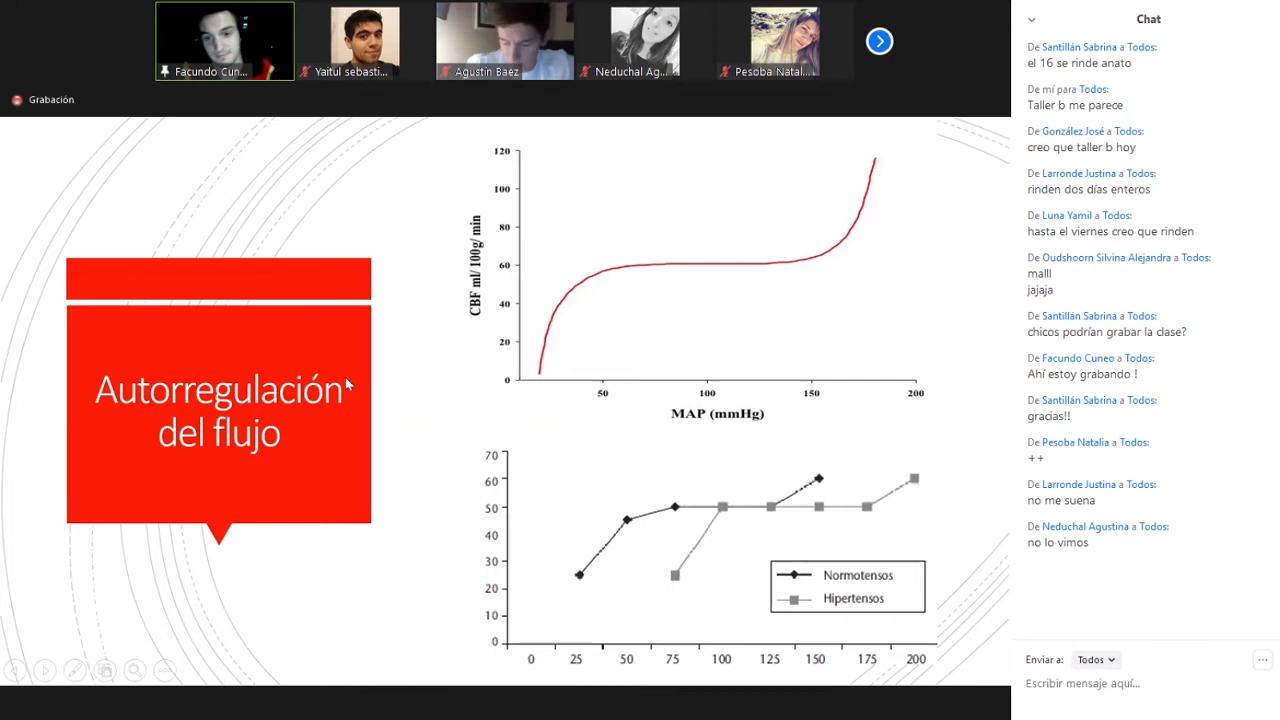 Facundo Cun...
Yaitul sebasti...
Agustín Baez
Neduchal Ag...
Pesoba Natal...
Grabación
Autorregulación
del flujo
CBF ml/ 100g/ min
120
100
80
60
40
20
0
50
100
150
200
MAP (mmHg)
70
60
50
40
30
20
10
0
0
25
50
75
100
125
150
175
200
Normotensos
Hipertensos
Chat
De Santillán Sabrina a Todos:
el 16 se rinde anato
De mí para Todos:
Taller b me parece
De González José a Todos:
creo que taller b hoy
De Larronde Justina a Todos:
rinden dos días enteros
De Luna Yamil a Todos:
hasta el viernes creo que rinden
De Oudshoorn Silvina Alejandra a Todos:
malll
jajaja
De Santillán Sabrina a Todos:
chicos podrían grabar la clase?
De Facundo Cuneo a Todos:
Ahí estoy grabando !
De Santillán Sabrina a Todos:
gracias!!
De Pesoba Natalia a Todos:
++
De Larronde Justina a Todos:
no me suena
De Neduchal Agustina a Todos:
no lo vimos
Enviar a: Todos
Escribir mensaje aquí...